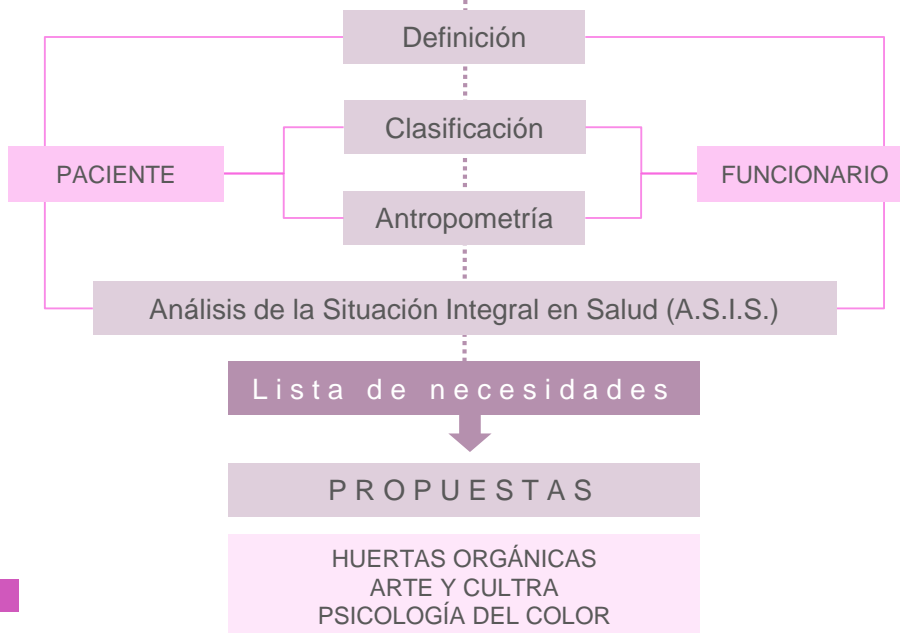 Definición
Clasificación
PACIENTE
FUNCIONARIO
Antropometría
Análisis de la Situación Integral en Salud (A.S.I.S.)
Lista de necesidades
PROPUESTAS
HUERTAS ORGÁNICAS
ARTE Y CULTRA
PSICOLOGÍA DEL COLOR